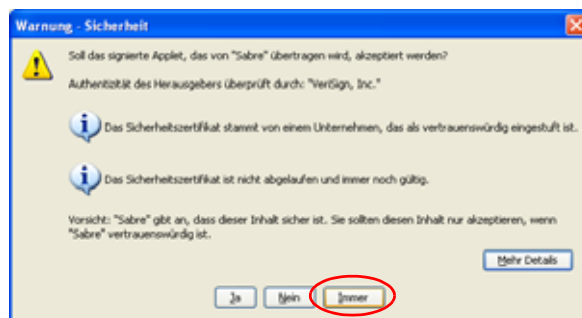 Warnung - Sicherheit
Soll das signierte Applet, das von "Sabre" übertragen wird, akzeptiert werden?
Authentizität des Herausgebers überprüft durch: "VeriSign, Inc."
Das Sicherheitszertifikat stammt von einem Unternehmen, das als vertrauenswürdig eingestuft ist.
Das Sicherheitszertifikat ist nicht abgelaufen und immer noch gültig.
Vorsicht: "Sabre" gibt an, dass dieser Inhalt sicher ist. Sie sollten diesen Inhalt nur akzeptieren, wenn
"Sabre" vertrauenswürdig ist.
Mehr Details
Ja Nein Immer